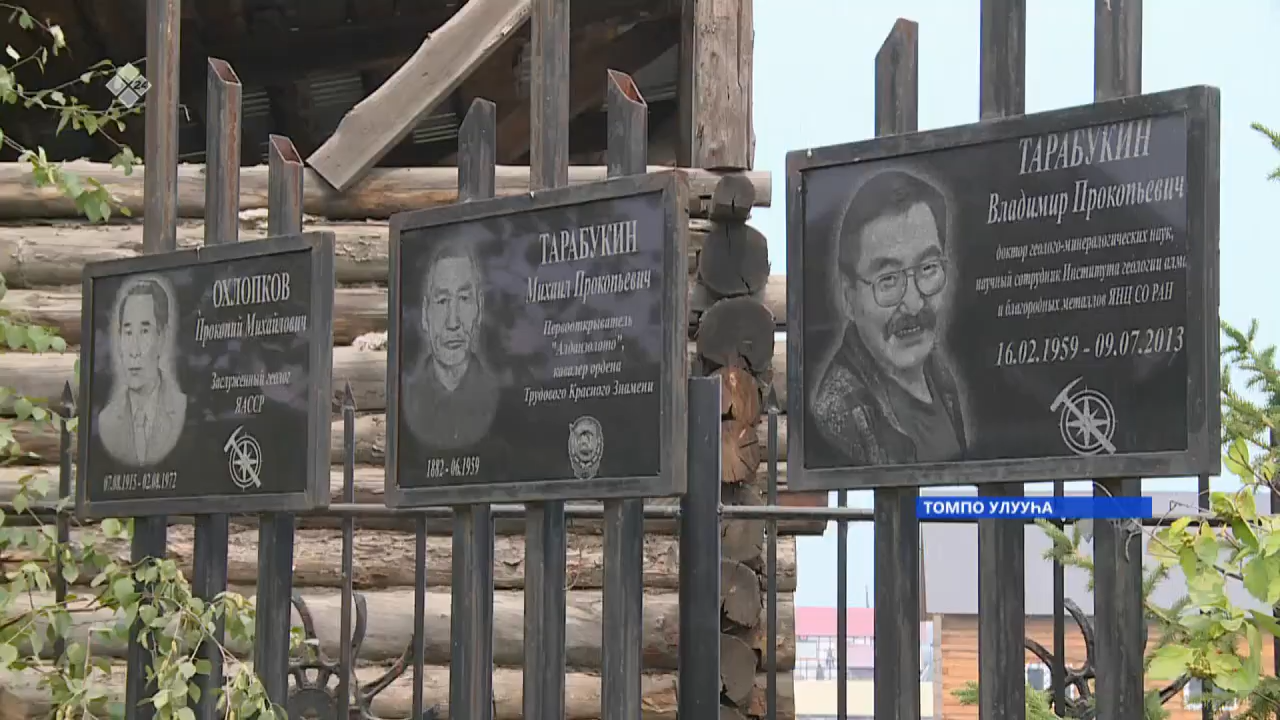 24
ОХЛОПКОВ
Прокопий Михайлович
Заслуженный геолог
ЯАССР
07.08.1915 - 02.08.1972
ТАРАБУКИН
Михаил Прокопьевич
Первооткрыватель
"Алданзолото",
кавалер ордена
Трудового Красного Знамени
1882 - 06.1959
ТАРАБУКИН
Владимир Прокопьевич
доктор геолого-минералогических наук,
научный сотрудник Института геологии алма
и благородных металлов ЯНЦ СО РАН
16.02.1959 - 09.07.2013
ТОМПО УЛУУҺА